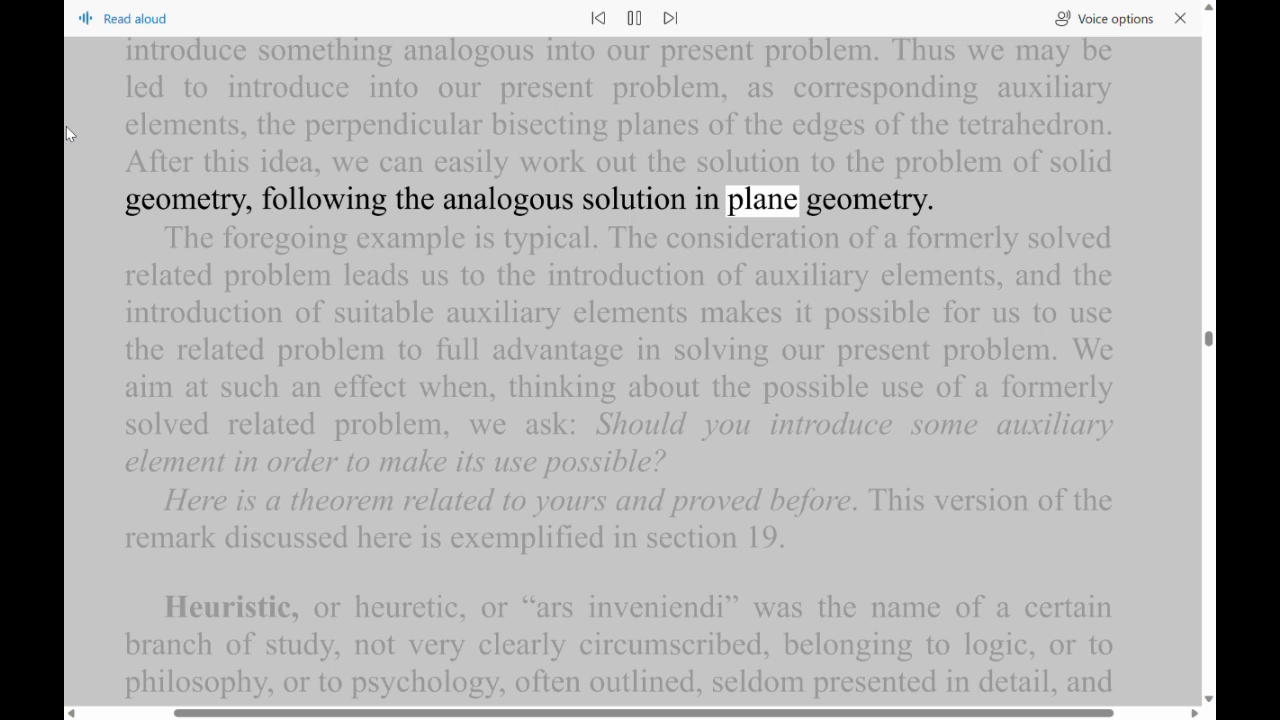 Read aloud
Voice options
introduce something analogous into our present problem. Thus we may be
led to introduce into our present problem, as corresponding auxiliary
elements, the perpendicular bisecting planes of the edges of the tetrahedron.
After this idea, we can easily work out the solution to the problem of solid
geometry, following the analogous solution in plane geometry.
The foregoing example is typical. The consideration of a formerly solved
related problem leads us to the introduction of auxiliary elements, and the
introduction of suitable auxiliary elements makes it possible for us to use
the related problem to full advantage in solving our present problem. We
aim at such an effect when, thinking about the possible use of a formerly
solved related problem, we ask: Should you introduce some auxiliary
element in order to make its use possible?
Here is a theorem related to yours and proved before. This version of the
remark discussed here is exemplified in section 19.
Heuristic, or heuretic, or “ars inveniendi” was the name of a certain
branch of study, not very clearly circumscribed, belonging to logic, or to
philosophy, or to psychology, often outlined, seldom presented in detail, and